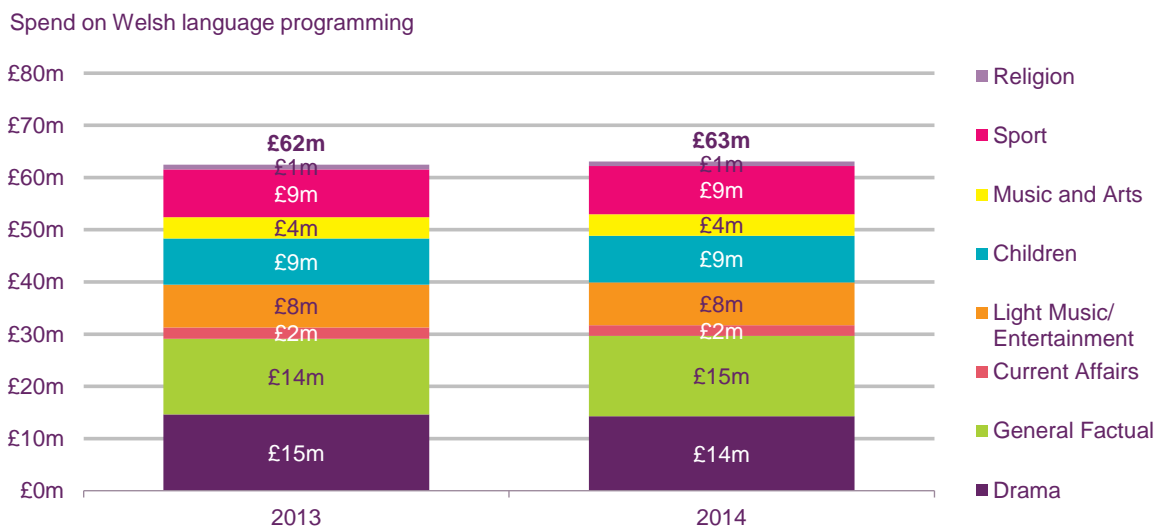 Spend on Welsh language programming
£80m
£70m
£60m
£50m
£40m
£30m
£20m
£10m
£0m
£62m
£1m
£9m
£4m
£9m
£8m
£2m
£14m
£15m
2013
£63m
£1m
£9m
£4m
£9m
£8m
£2m
£15m
£14m
2014
Religion
Sport
Music and Arts
Children
Light Music/
Entertainment
Current Affairs
General Factual
Drama